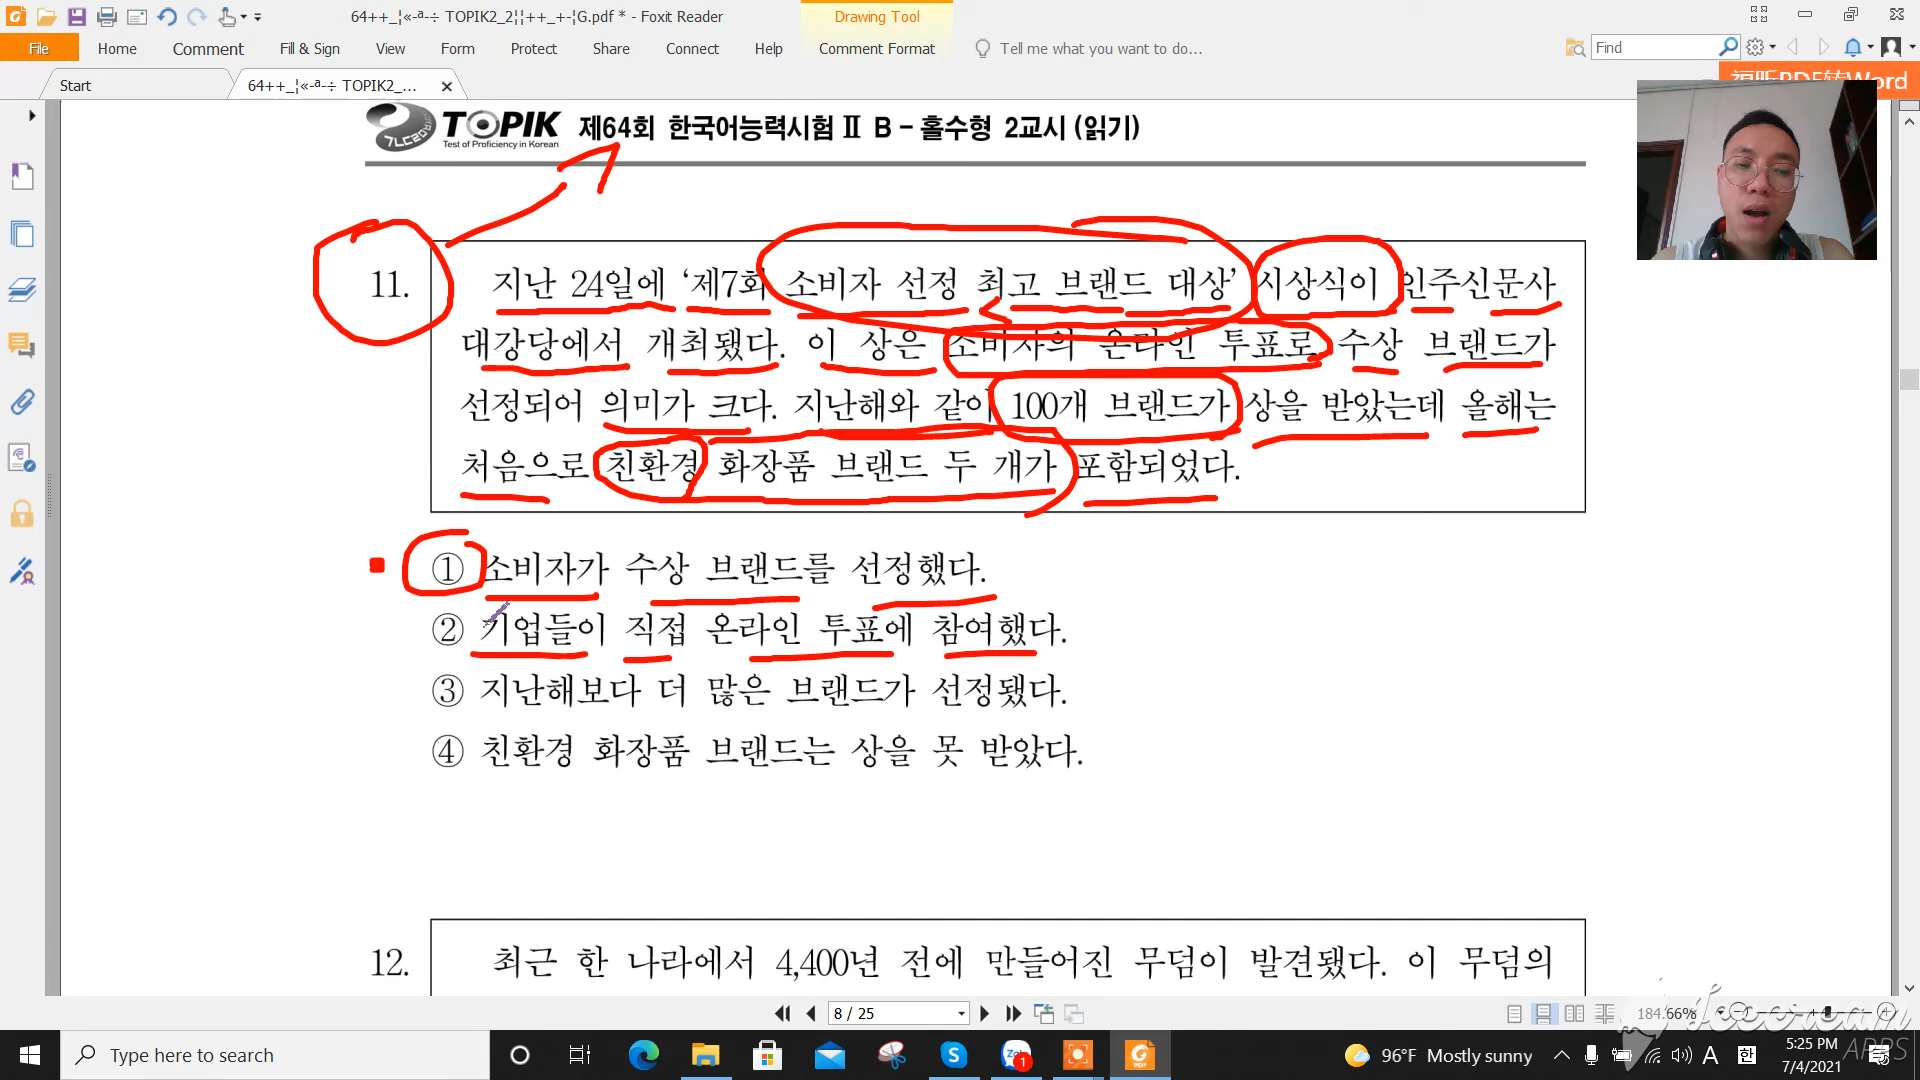 64++_¦«-ª-÷ TOPIK2_2¦¦++_+-¦G.pdf * - Foxit Reader
Drawing Tool
File Home Comment Fill & Sign View Form Protect Share Connect Help Comment Format Tell me what you want to do... Find
Start 64++_¦«-ª-÷ TOPIK2_...
TOPIK 제64회 한국어능력시험 II B - 홀수형 2교시 (읽기)
Test of Proficiency in Korean
11. 지난 24일에 ‘제7회 소비자 선정 최고 브랜드 대상’ 시상식이 인주신문사
대강당에서 개최됐다. 이 상은 소비자의 온라인 투표로 수상 브랜드가
선정되어 의미가 크다. 지난해와 같이 100개 브랜드가 상을 받았는데 올해는
처음으로 친환경 화장품 브랜드 두 개가 포함되었다.
① 소비자가 수상 브랜드를 선정했다.
② 기업들이 직접 온라인 투표에 참여했다.
③ 지난해보다 더 많은 브랜드가 선정됐다.
④ 친환경 화장품 브랜드는 상을 못 받았다.
12. 최근 한 나라에서 4,400년 전에 만들어진 무덤이 발견됐다. 이 무덤의
8 / 25
184.66%
Icecream
APPS
Type here to search
96°F Mostly sunny
A 한
5:25 PM
7/4/2021